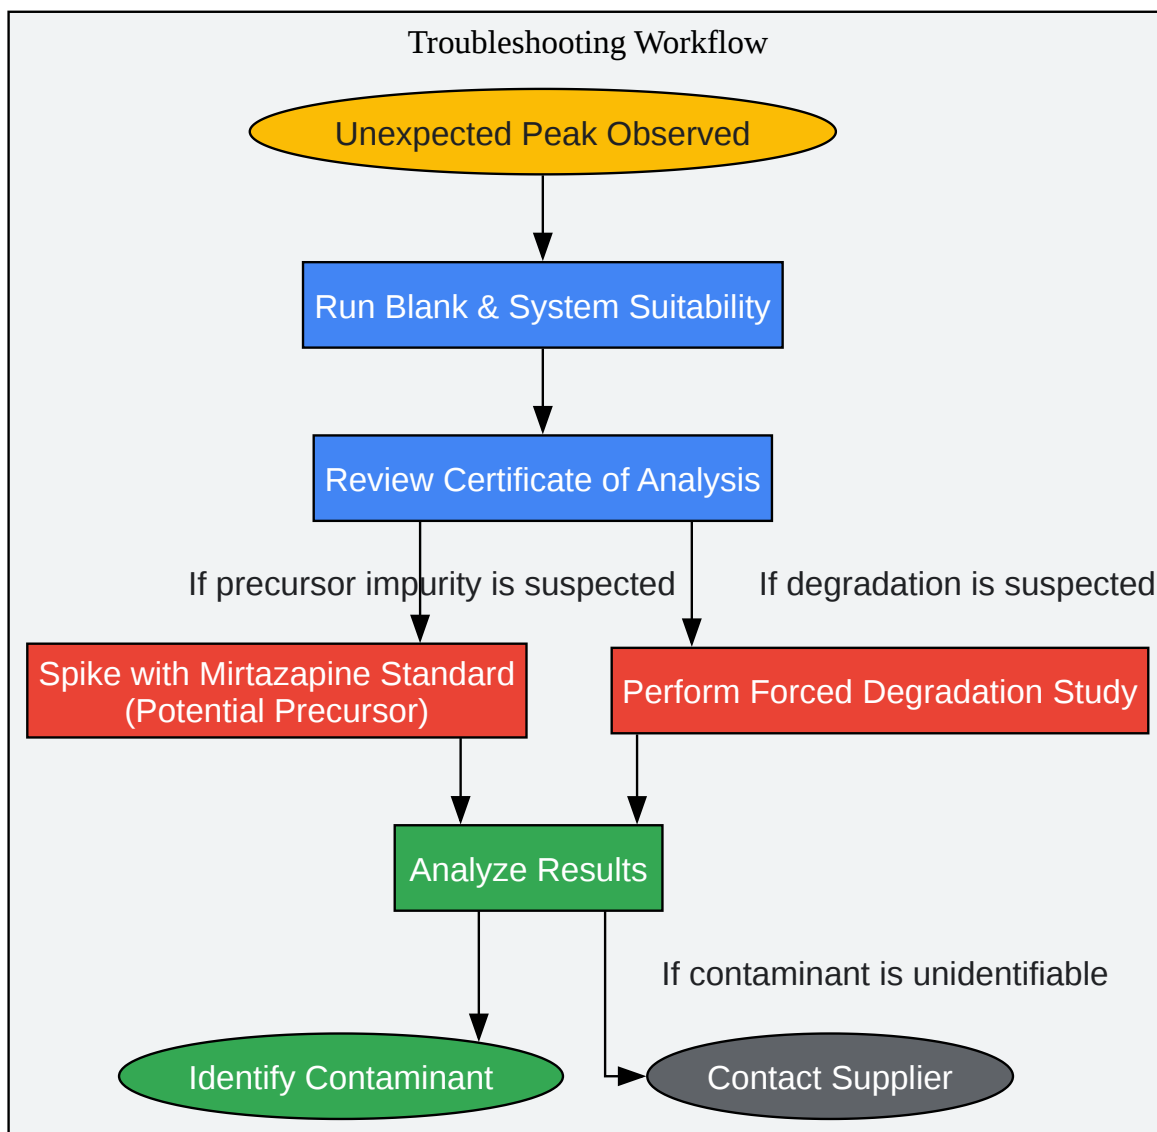 Troubleshooting Workflow
Unexpected Peak Observed
Run Blank & System Suitability
Review Certificate of Analysis
If precursor impurity is suspected
If degradation is suspected
Spike with Mirtazapine Standard
(Potential Precursor)
Perform Forced Degradation Study
Analyze Results
If contaminant is unidentifiable
Identify Contaminant
Contact Supplier